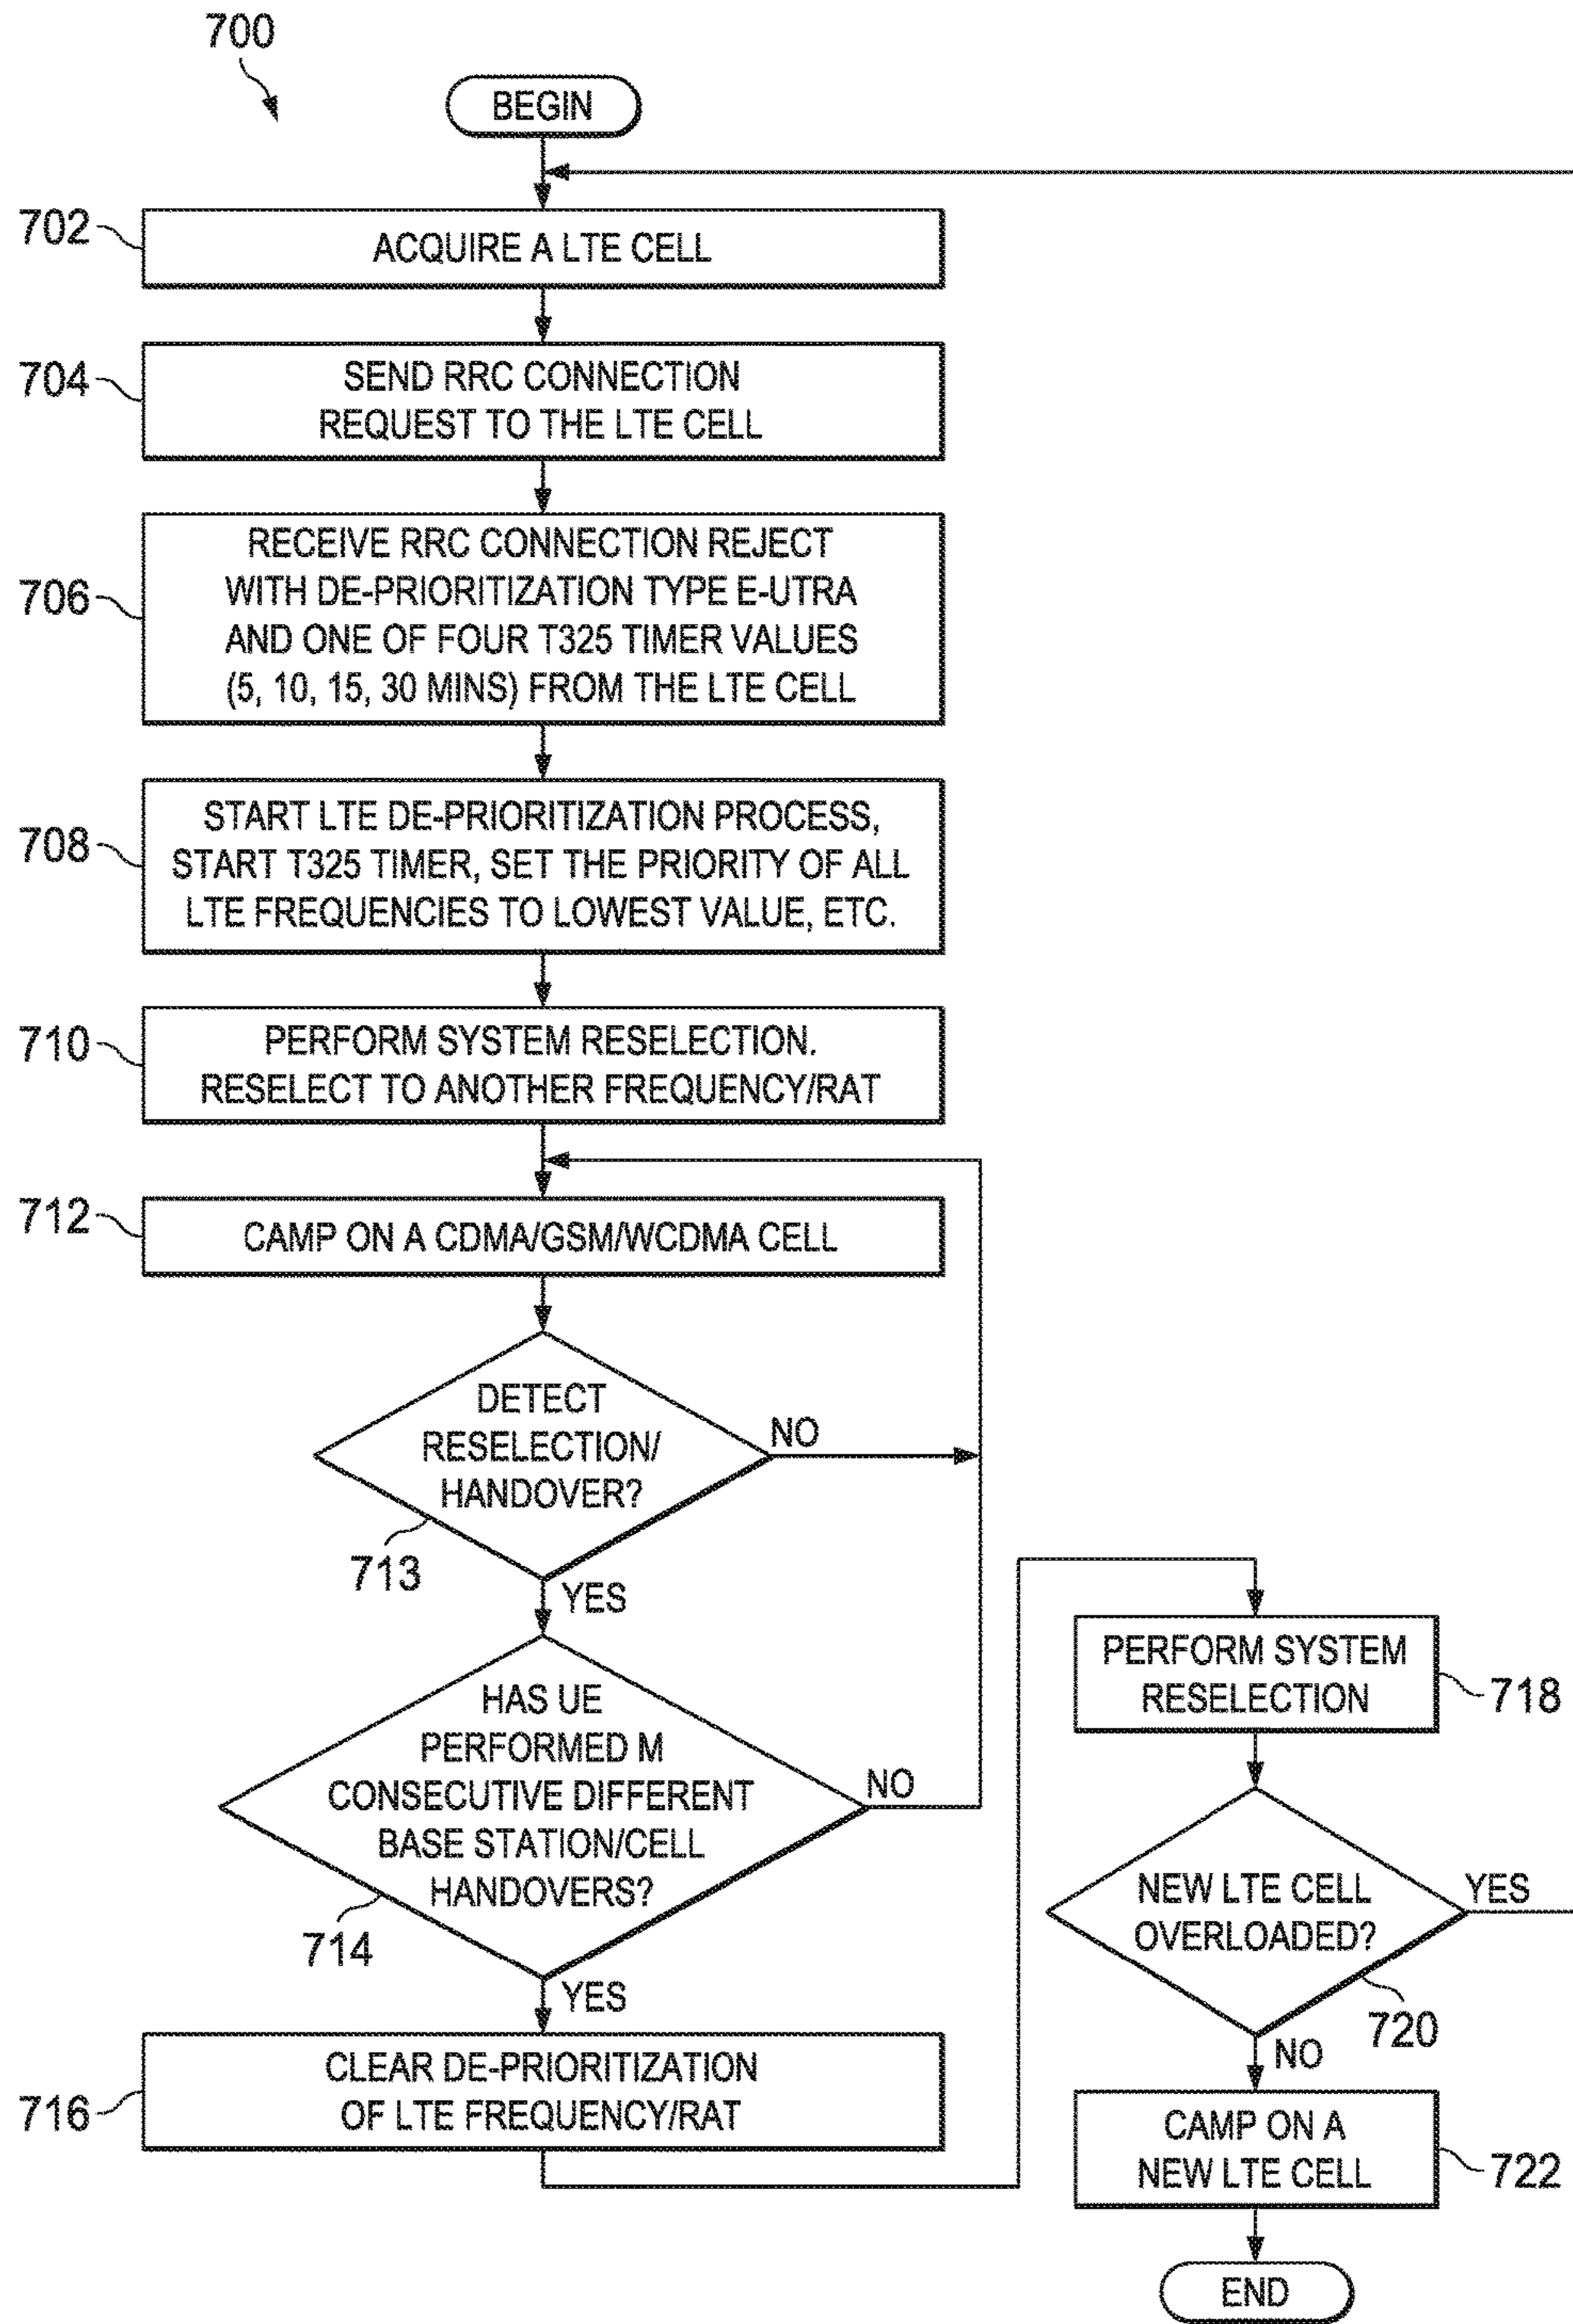 700
BEGIN
702
ACQUIRE A LTE CELL
704
SEND RRC CONNECTION
REQUEST TO THE LTE CELL
706
RECEIVE RRC CONNECTION REJECT
WITH DE-PRIORITIZATION TYPE E-UTRA
AND ONE OF FOUR T325 TIMER VALUES
(5, 10, 15, 30 MINS) FROM THE LTE CELL
708
START LTE DE-PRIORITIZATION PROCESS,
START T325 TIMER, SET THE PRIORITY OF ALL
LTE FREQUENCIES TO LOWEST VALUE, ETC.
710
PERFORM SYSTEM RESELECTION.
RESELECT TO ANOTHER FREQUENCY/RAT
712
CAMP ON A CDMA/GSM/WCDMA CELL
DETECT
RESELECTION/
HANDOVER?
NO
713
YES
HAS UE
PERFORMED M
CONSECUTIVE DIFFERENT
BASE STATION/CELL
HANDOVERS?
NO
714
YES
716
CLEAR DE-PRIORITIZATION
OF LTE FREQUENCY/RAT
PERFORM SYSTEM
RESELECTION
718
NEW LTE CELL
OVERLOADED?
YES
720
NO
CAMP ON A
NEW LTE CELL
722
END